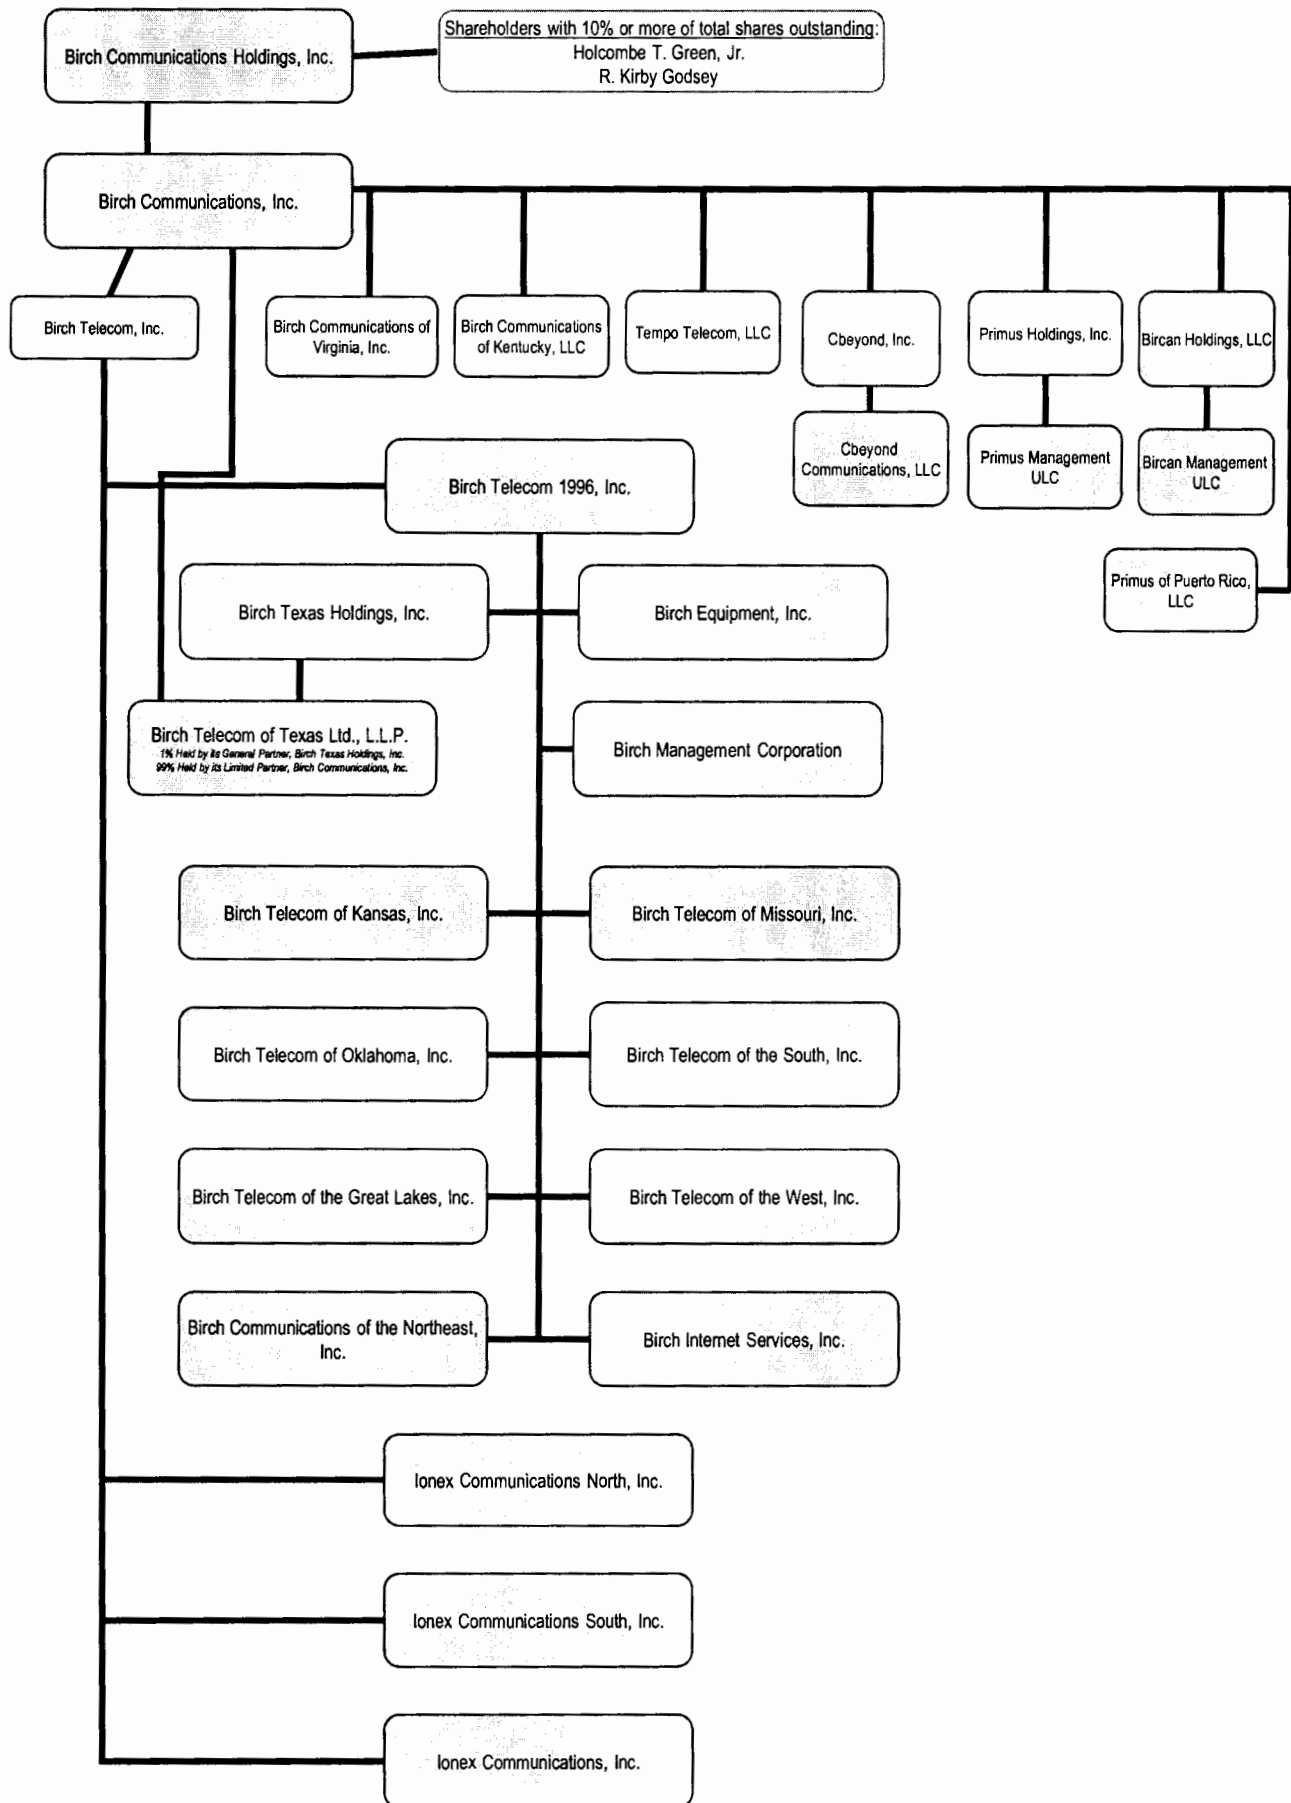 Birch Communications Holdings, Inc.
Shareholders with 10% or more of total shares outstanding:
Holcombe T. Green, Jr.
R. Kirby Godsey
Birch Communications, Inc.
Birch Telecom, Inc.
Birch Communications of
Virginia, Inc.
Birch Communications
of Kentucky, LLC
Tempo Telecom, LLC
Cbeyond, Inc.
Primus Holdings, Inc.
Bircan Holdings, LLC
Cbeyond
Communications, LLC
Primus Management
ULC
Bircan Management
ULC
Birch Telecom 1996, Inc.
Primus of Puerto Rico,
LLC
Birch Texas Holdings, Inc.
Birch Equipment, Inc.
Birch Telecom of Texas Ltd., L.L.P.
1% Held by its General Partner, Birch Texas Holdings, Inc.
99% Held by its Limited Partner, Birch Communications, Inc.
Birch Management Corporation
Birch Telecom of Kansas, Inc.
Birch Telecom of Missouri, Inc.
Birch Telecom of Oklahoma, Inc.
Birch Telecom of the South, Inc.
Birch Telecom of the Great Lakes, Inc.
Birch Telecom of the West, Inc.
Birch Communications of the Northeast,
Inc.
Birch Internet Services, Inc.
Ionex Communications North, Inc.
Ionex Communications South, Inc.
Ionex Communications, Inc.